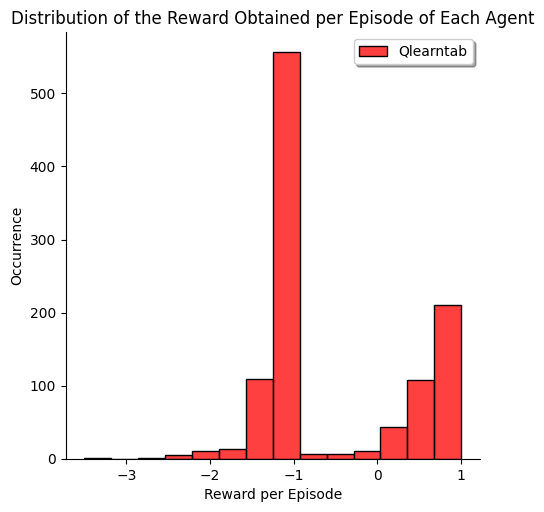 Distribution of the Reward Obtained per Episode of Each Agent
Qlearntab
500
400
300
200
100
0
Occurrence
−3
−2
−1
0
1
Reward per Episode